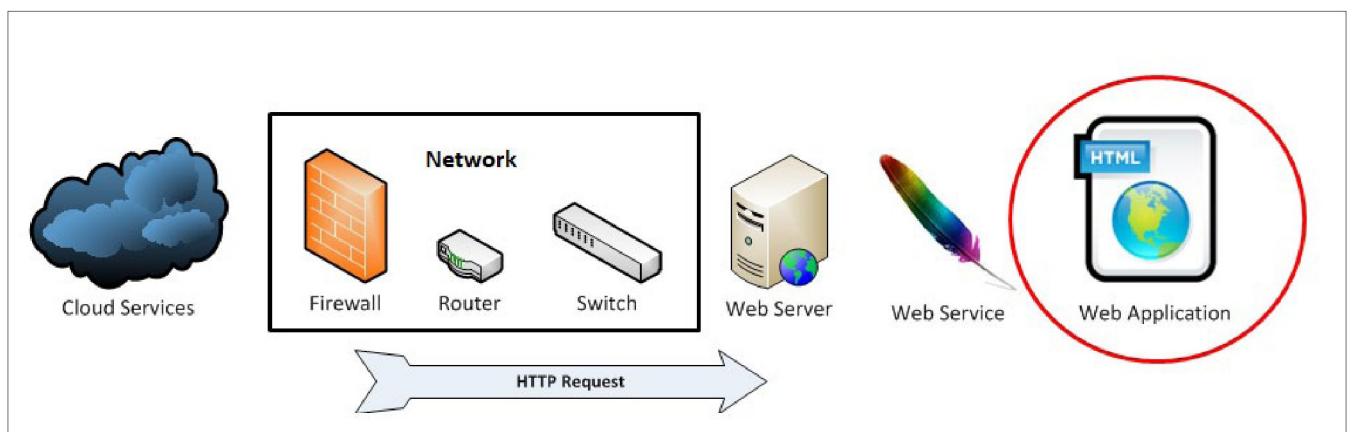 Network
HTML
Cloud Services
Firewall
Router
Switch
Web Server
Web Service
Web Application
HTTP Request